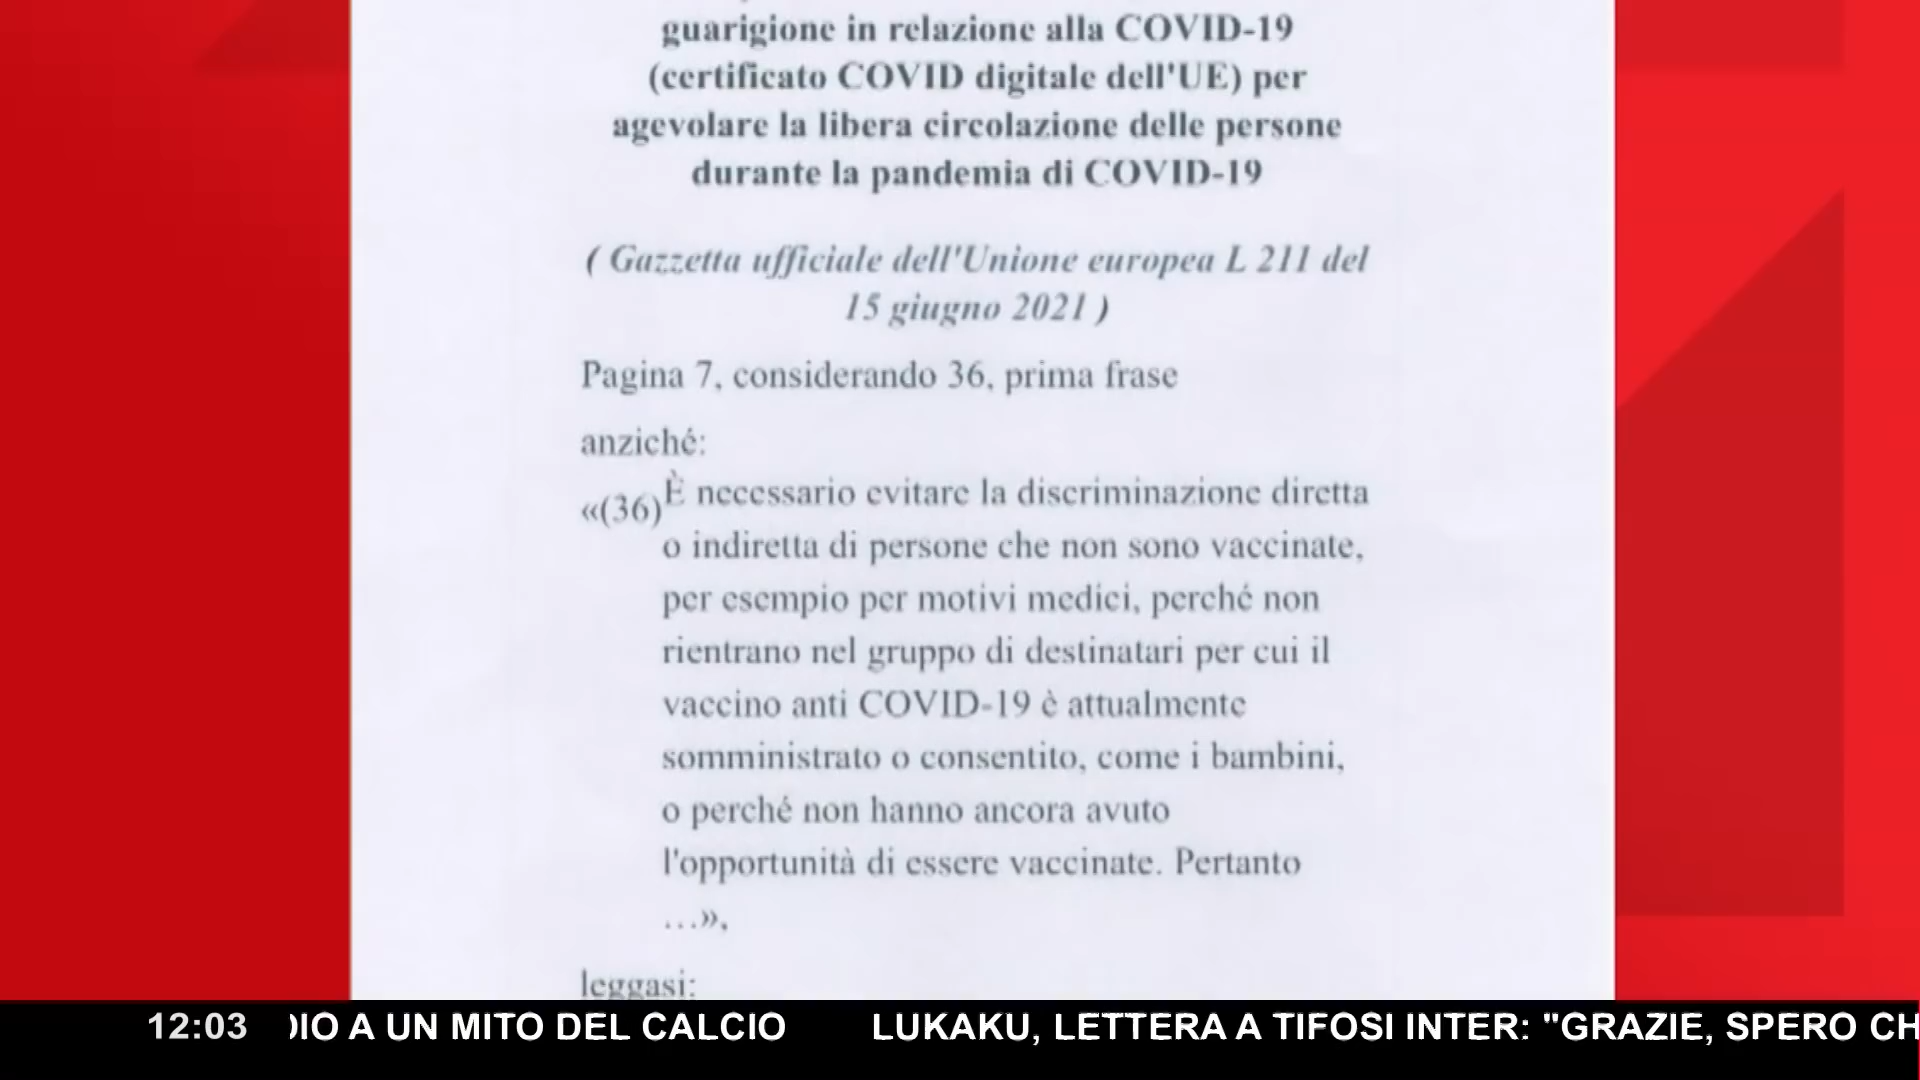 guarigione in relazione alla COVID-19
(certificato COVID digitale dell'UE) per
agevolare la libera circolazione delle persone
durante la pandemia di COVID-19
( Gazzetta ufficiale dell'Unione europea L 211 del
15 giugno 2021 )
Pagina 7, considerando 36, prima frase
anziché:
«(36) È necessario evitare la discriminazione diretta
o indiretta di persone che non sono vaccinate,
per esempio per motivi medici, perché non
rientrano nel gruppo di destinatari per cui il
vaccino anti COVID-19 è attualmente
somministrato o consentito, come i bambini,
o perché non hanno ancora avuto
l'opportunità di essere vaccinate. Pertanto
…»,
leggasi:
12:03 IO A UN MITO DEL CALCIO LUKAKU, LETTERA A TIFOSI INTER: "GRAZIE, SPERO CH